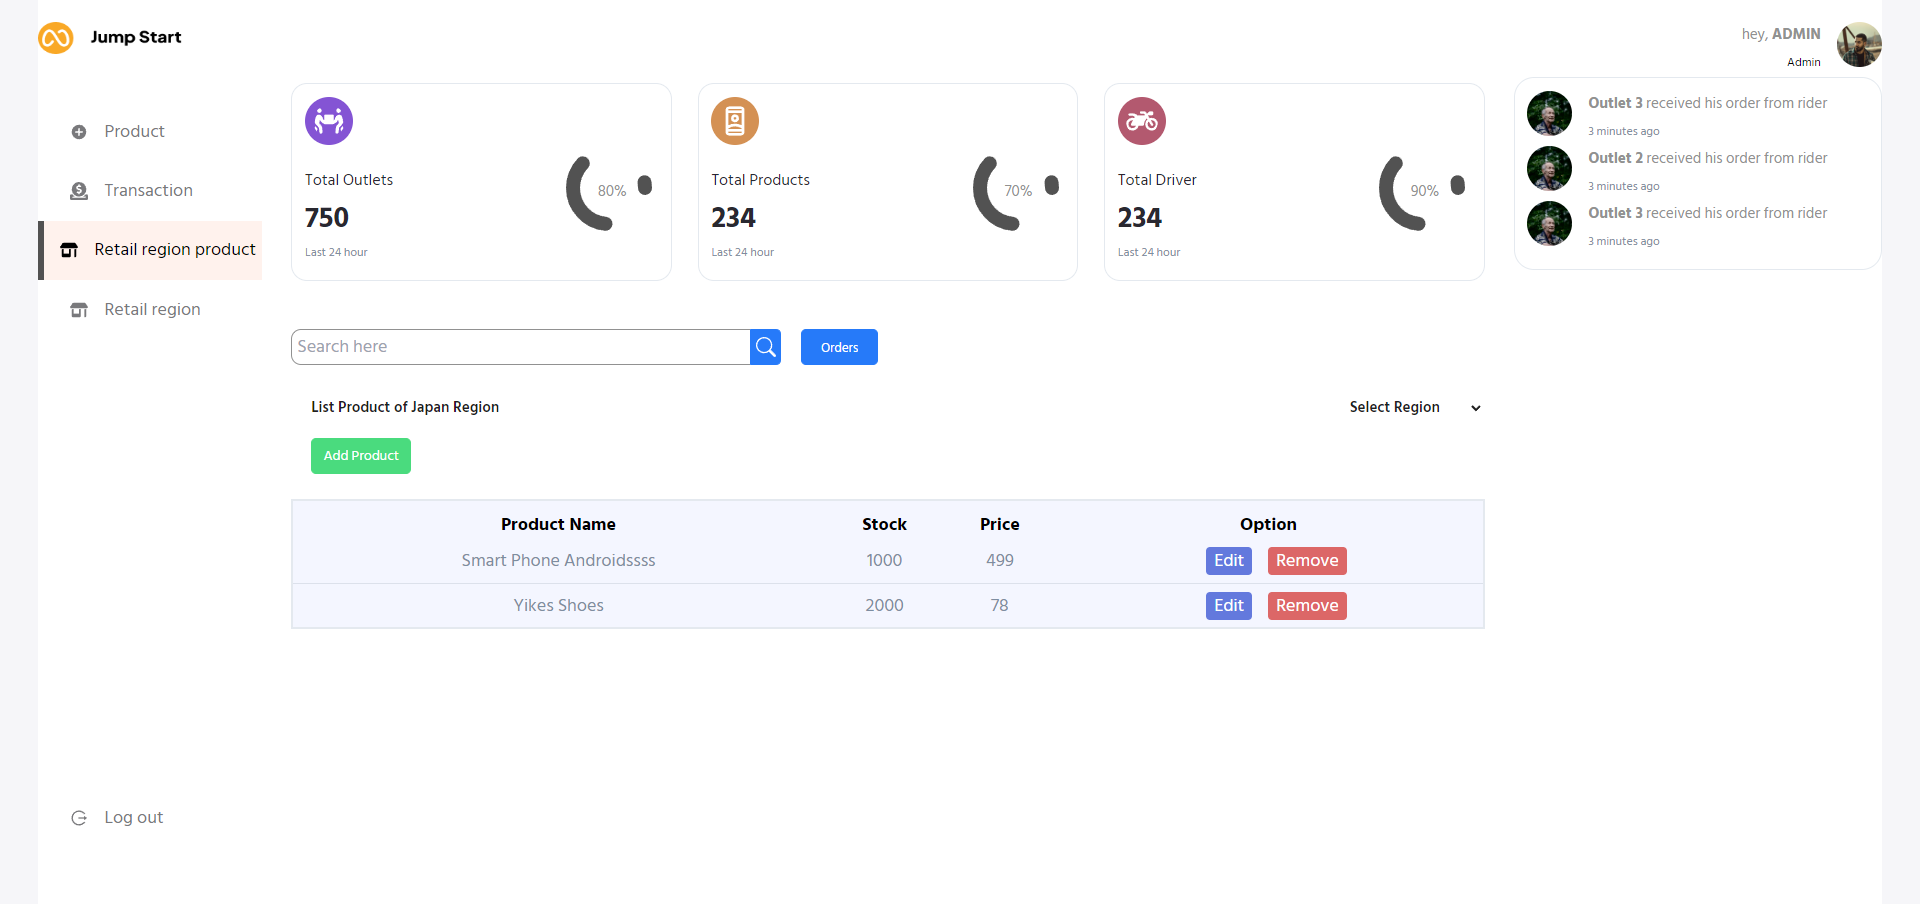 Jump Start
hey, ADMIN
Admin
Product
Transaction
Retail region product
Retail region
Log out
Total Outlets
750
Last 24 hour
80%
Total Products
234
Last 24 hour
70%
Total Driver
234
Last 24 hour
90%
Outlet 3 received his order from rider
3 minutes ago
Outlet 2 received his order from rider
3 minutes ago
Outlet 3 received his order from rider
3 minutes ago
Search here
Orders
List Product of Japan Region
Select Region
Add Product
Product Name Stock Price Option
Smart Phone Androidssss 1000 499 Edit Remove
Yikes Shoes 2000 78 Edit Remove